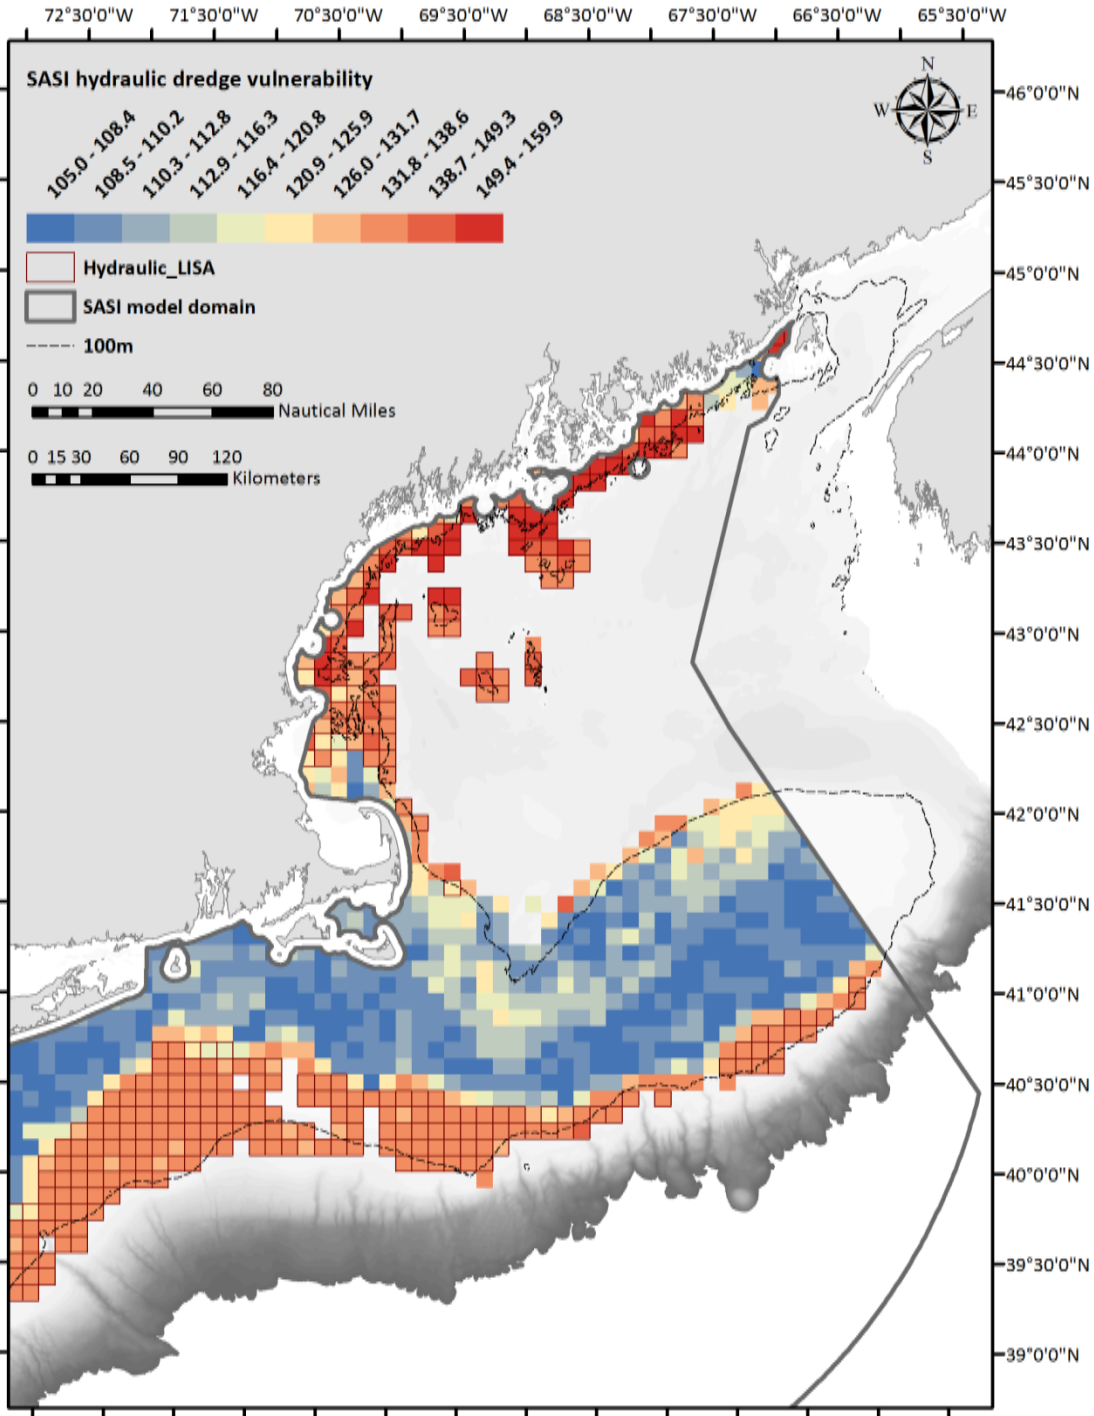 72°30'0"W 71°30'0"W 70°30'0"W 69°30'0"W 68°30'0"W 67°30'0"W 66°30'0"W 65°30'0"W
SASI hydraulic dredge vulnerability
105.0 - 108.4
108.5 - 110.2
110.3 - 112.8
112.9 - 116.3
116.4 - 120.8
120.9 - 125.9
126.0 - 131.7
131.8 - 138.6
138.7 - 149.3
149.4 - 159.9
Hydraulic_LISA
SASI model domain
100m
0 10 20 40 60 80
Nautical Miles
0 15 30 60 90 120
Kilometers
N
W E
S
46°0'0"N
45°30'0"N
45°0'0"N
44°30'0"N
44°0'0"N
43°30'0"N
43°0'0"N
42°30'0"N
42°0'0"N
41°30'0"N
41°0'0"N
40°30'0"N
40°0'0"N
39°30'0"N
39°0'0"N